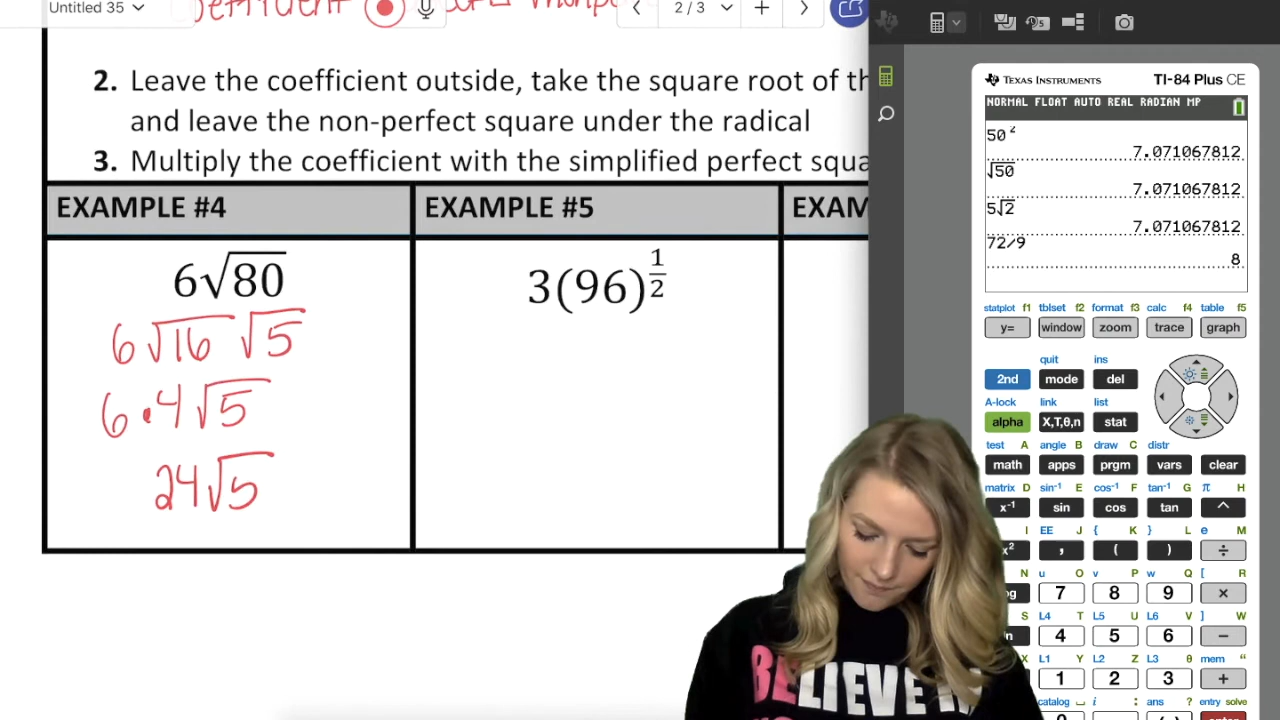 Untitled 35
2 / 3
2. Leave the coefficient outside, take the square root of th
and leave the non-perfect square under the radical
3. Multiply the coefficient with the simplified perfect squa
EXAMPLE #4 EXAMPLE #5 EXAM
6√80 3(96)^1/2
6√16 √5
6·4√5
24√5
BELIEVE IN
TEXAS INSTRUMENTS TI-84 Plus CE
NORMAL FLOAT AUTO REAL RADIAN MP
50²
7.071067812
√50
7.071067812
5√2
7.071067812
72/9
8
statplot f1 tblset f2 format f3 calc f4 table f5
y= window zoom trace graph
quit ins
2nd mode del
A-lock link list
alpha X,T,θ,n stat
test A angle B draw C distr
math apps prgm vars clear
matrix D sin⁻¹ E cos⁻¹ F tan⁻¹ G π H
x⁻¹ sin cos tan ^
I EE J { K } L e M
x² , ( ) ÷
N u O v P w Q [ R
7 8 9 ×
S L4 T L5 U L6 V ] W
4 5 6 −
X L1 Y L2 Z L3 θ mem "
1 2 3 +
catalog i : ans ? entry solve